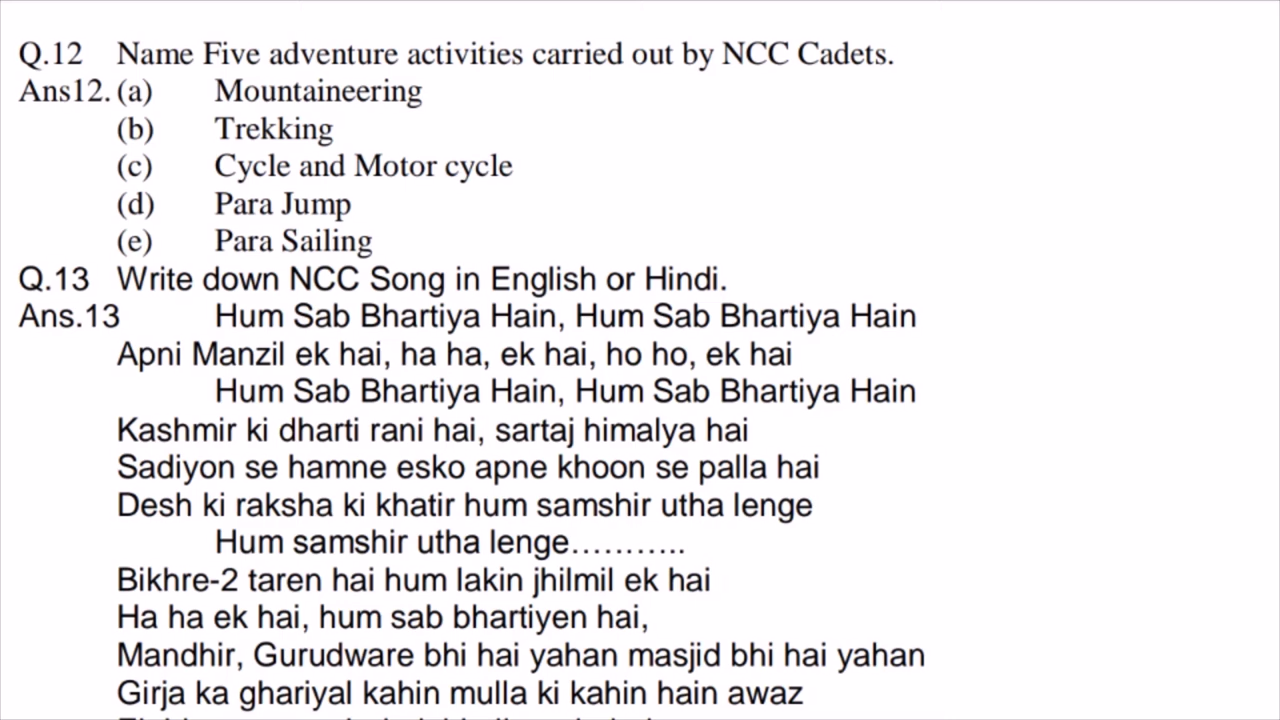 Q.12 Name Five adventure activities carried out by NCC Cadets.
Ans12. (a) Mountaineering
(b) Trekking
(c) Cycle and Motor cycle
(d) Para Jump
(e) Para Sailing
Q.13 Write down NCC Song in English or Hindi.
Ans.13 Hum Sab Bhartiya Hain, Hum Sab Bhartiya Hain
Apni Manzil ek hai, ha ha, ek hai, ho ho, ek hai
Hum Sab Bhartiya Hain, Hum Sab Bhartiya Hain
Kashmir ki dharti rani hai, sartaj himalya hai
Sadiyon se hamne esko apne khoon se palla hai
Desh ki raksha ki khatir hum samshir utha lenge
Hum samshir utha lenge...........
Bikhre-2 taren hai hum lakin jhilmil ek hai
Ha ha ek hai, hum sab bhartiyen hai,
Mandhir, Gurudware bhi hai yahan masjid bhi hai yahan
Girja ka ghariyal kahin mulla ki kahin hain awaz